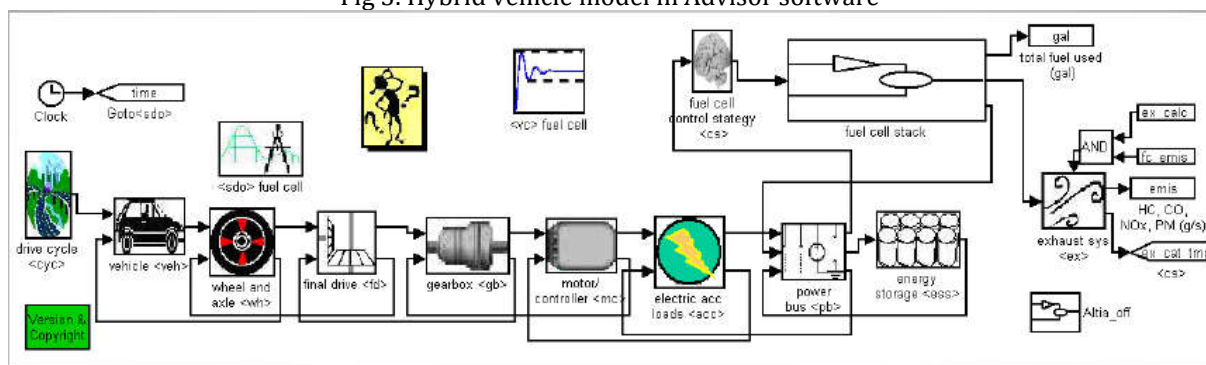 Fig 3. Hybrid vehicle model in Advisor software
Clock
time
Goto<sdo>
<sdo> fuel cell
<vc> fuel cell
fuel cell
control stategy
<cs>
fuel cell stack
gal
total fuel used
(gal)
ex_calc
AND
fc_emis
emis
HC, CO,
NOx, PM (g/s)
exhaust sys
<ex>
ex_cat_tmp
<cs>
drive cycle
<cyc>
vehicle <veh>
wheel and
axle <wh>
final drive <fd>
gearbox <gb>
motor/
controller <mc>
electric acc
loads <acc>
power
bus <pb>
energy
storage <ess>
Version &
Copyright
Altia_off